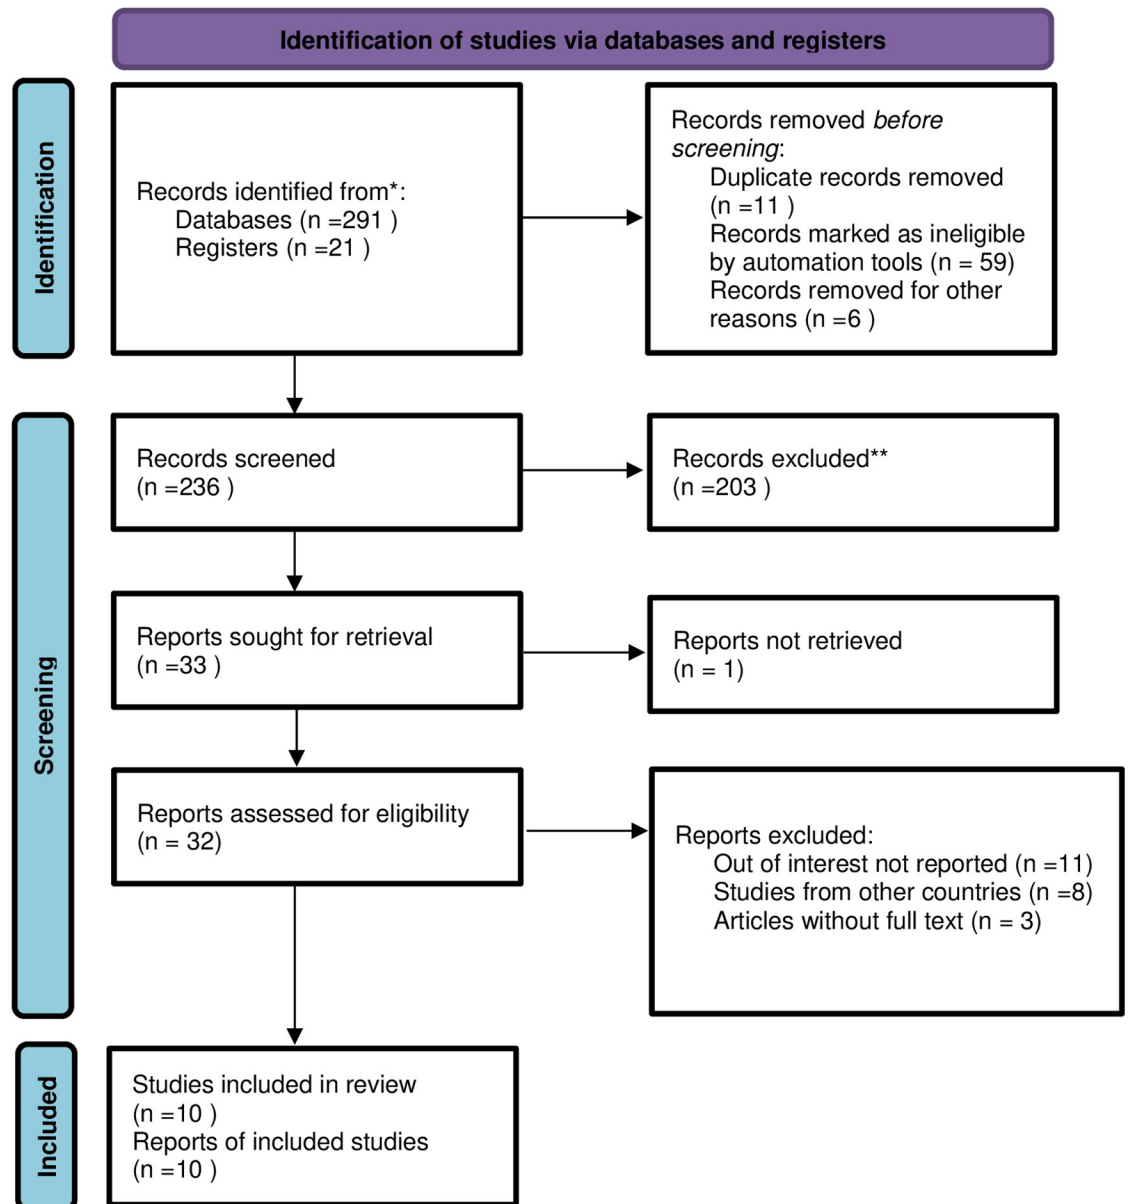 Identification of studies via databases and registers
Identification
Records identified from*:
Databases (n =291 )
Registers (n =21 )
Records removed before
screening:
Duplicate records removed
(n =11 )
Records marked as ineligible
by automation tools (n = 59)
Records removed for other
reasons (n =6 )
Screening
Records screened
(n =236 )
Records excluded**
(n =203 )
Reports sought for retrieval
(n =33 )
Reports not retrieved
(n = 1)
Reports assessed for eligibility
(n = 32)
Reports excluded:
Out of interest not reported (n =11)
Studies from other countries (n =8)
Articles without full text (n = 3)
Included
Studies included in review
(n =10 )
Reports of included studies
(n =10 )